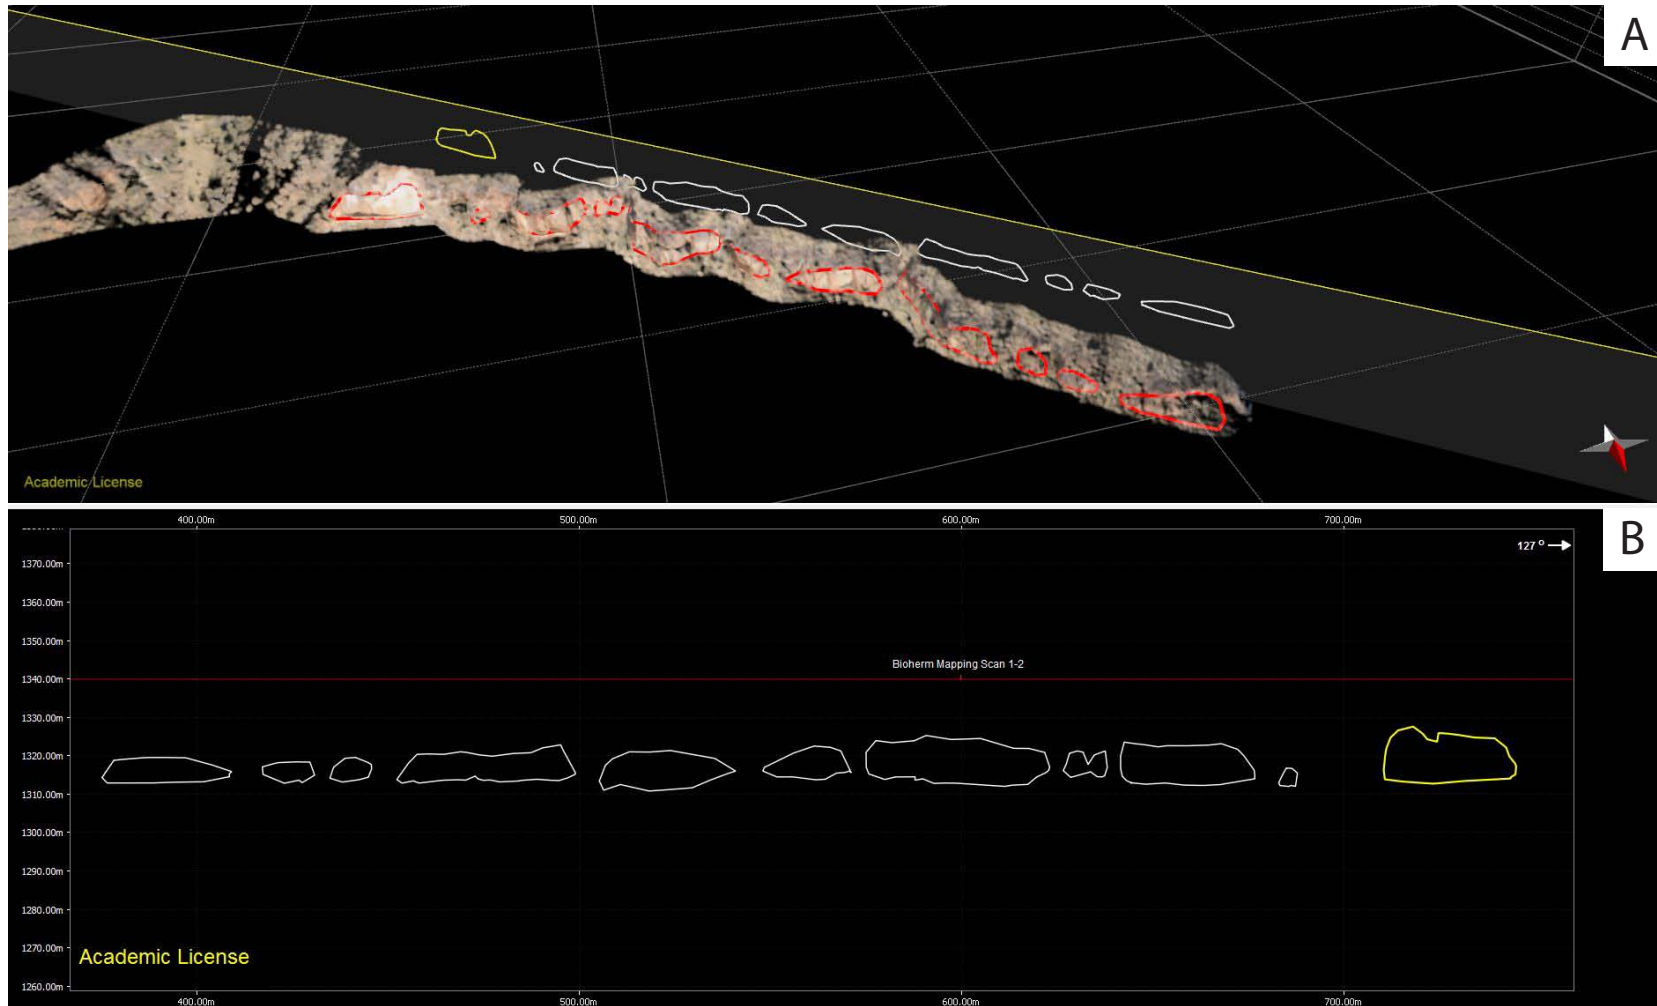 A
Academic License
400.00m 500.00m 600.00m 700.00m
B
127 º
1370.00m
1360.00m
1350.00m
Bioherm Mapping Scan 1-2
1340.00m
1330.00m
1320.00m
1310.00m
1300.00m
1290.00m
1280.00m
1270.00m
Academic License
1260.00m
400.00m 500.00m 600.00m 700.00m